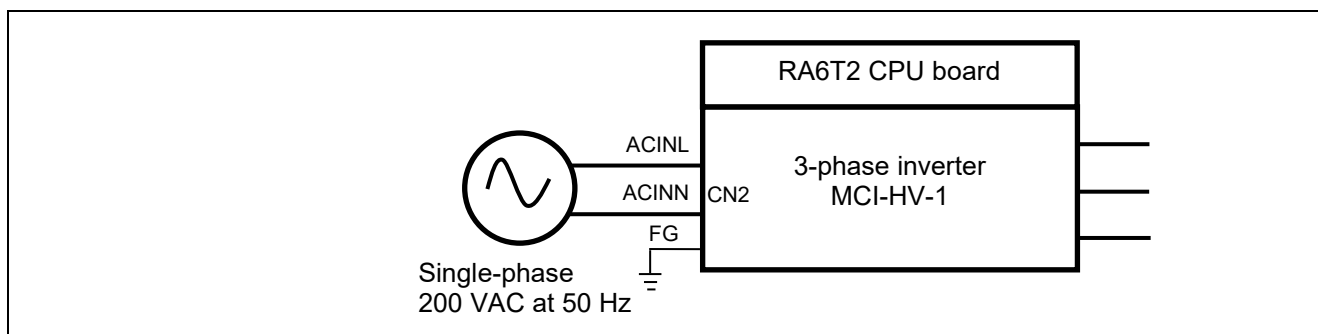 RA6T2 CPU board
3-phase inverter
MCI-HV-1
ACINL
ACINN
CN2
FG
Single-phase
200 VAC at 50 Hz